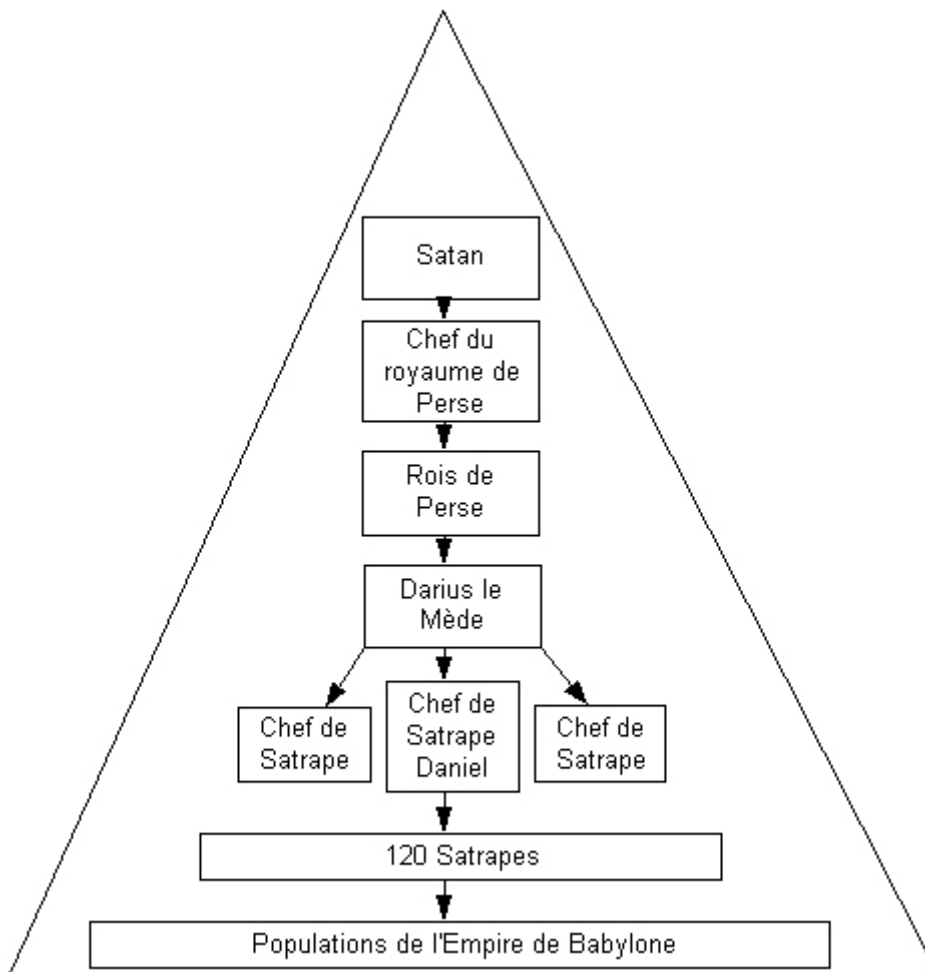 Satan
Chef du
royaume de
Perse
Rois de
Perse
Darius le
Mède
Chef de
Satrape
Chef de
Satrape
Daniel
Chef de
Satrape
120 Satrapes
Populations de l'Empire de Babylone